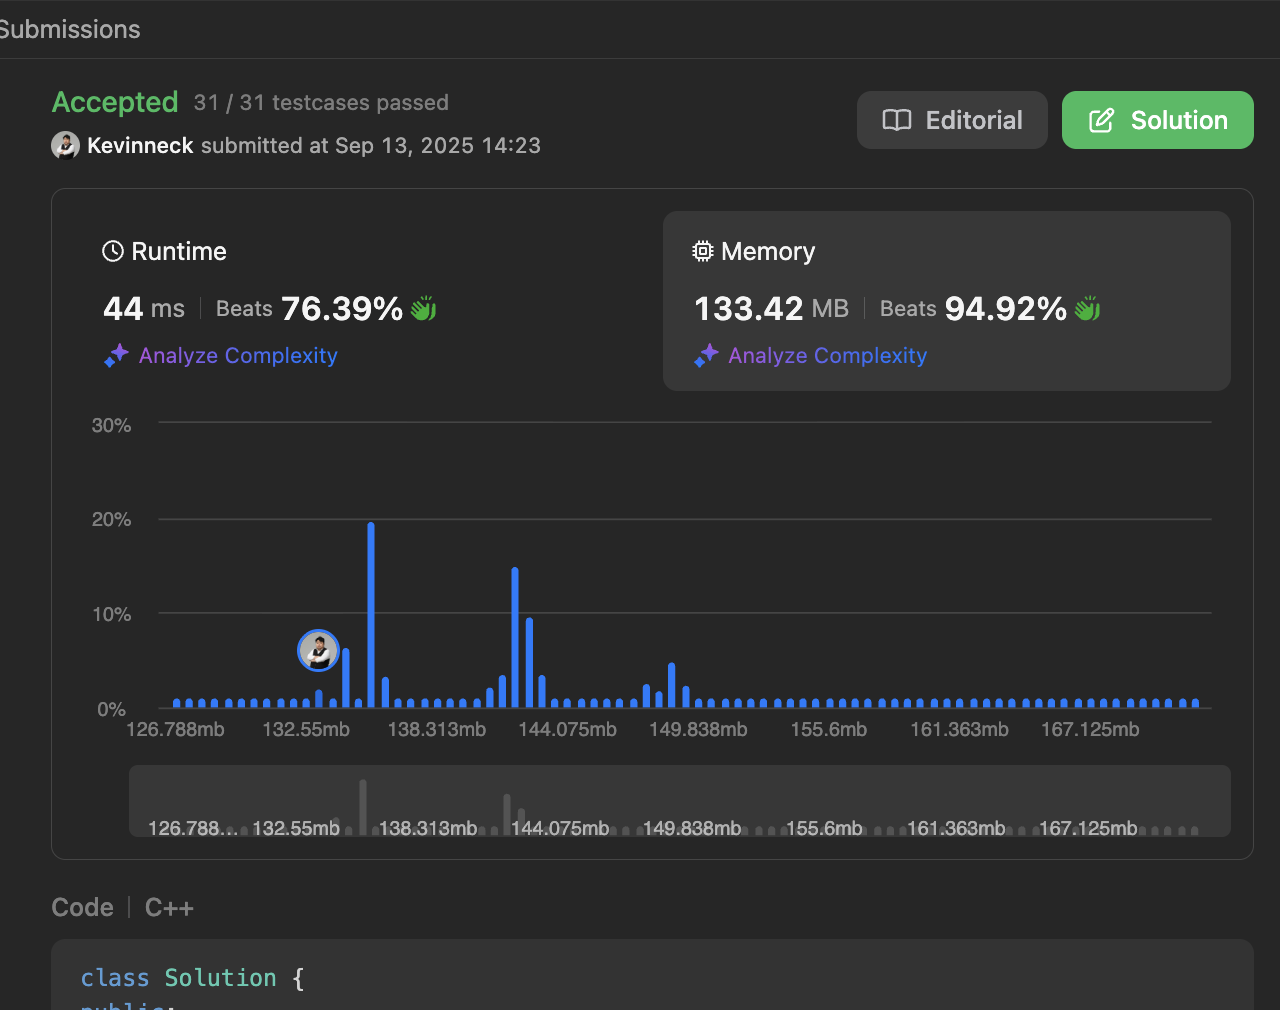 Submissions
Accepted 31 / 31 testcases passed
Kevinneck submitted at Sep 13, 2025 14:23
Editorial
Solution
Runtime
44 ms Beats 76.39%
Analyze Complexity
Memory
133.42 MB Beats 94.92%
Analyze Complexity
30%
20%
10%
0%
126.788mb 132.55mb 138.313mb 144.075mb 149.838mb 155.6mb 161.363mb 167.125mb
126.788... 132.55mb 138.313mb 144.075mb 149.838mb 155.6mb 161.363mb 167.125mb
Code C++
class Solution {
public: